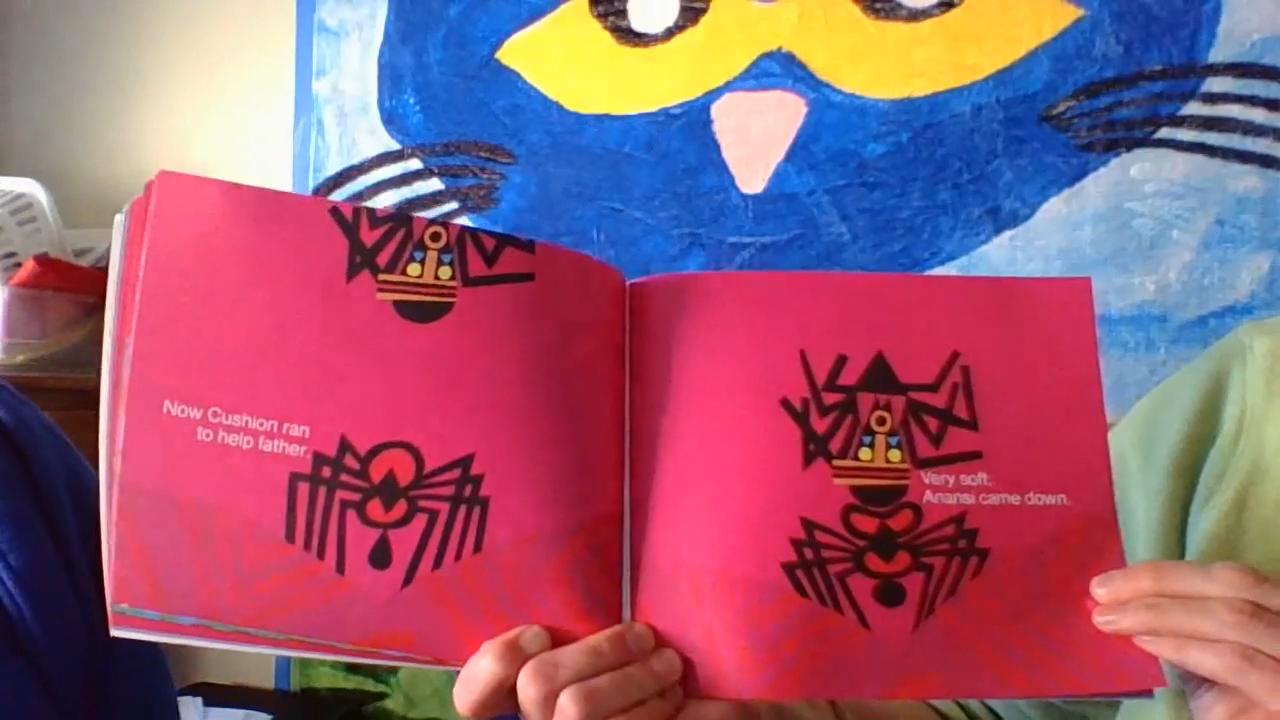 Now Cushion ran
to help father.
Very soft,
Anansi came down.